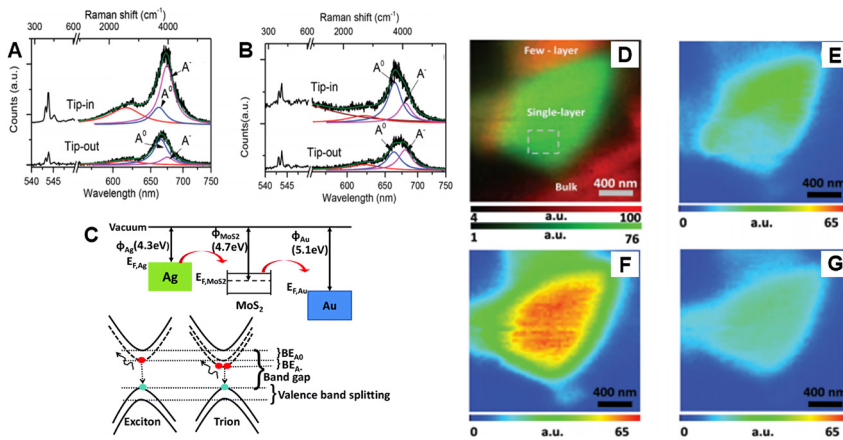 Raman shift (cm⁻¹)
300 600 2000 4000
A
Counts(a.u.)
Tip-in
A⁻
A⁰
Tip-out
A⁰
A⁻
540 545 600 650 700 750
Wavelength (nm)
Raman shift (cm⁻¹)
300 600 2000 4000
B
Counts(a.u.)
Tip-in
A⁰
A⁻
Tip-out
A⁰
A⁻
540 545 600 650 700 750
Wavelength (nm)
C
Vacuum
ϕAg(4.3eV)
ϕMoS2
(4.7eV)
ϕAu
(5.1eV)
EF,Ag
Ag
EF,MoS2
MoS₂
EF,Au
Au
BEA0
BEA-
Band gap
Valence band splitting
Exciton
Trion
D
Few - layer
Single-layer
Bulk
400 nm
4 a.u. 100
1 a.u. 76
E
400 nm
0 a.u. 65
F
400 nm
0 a.u. 65
G
400 nm
0 a.u. 65